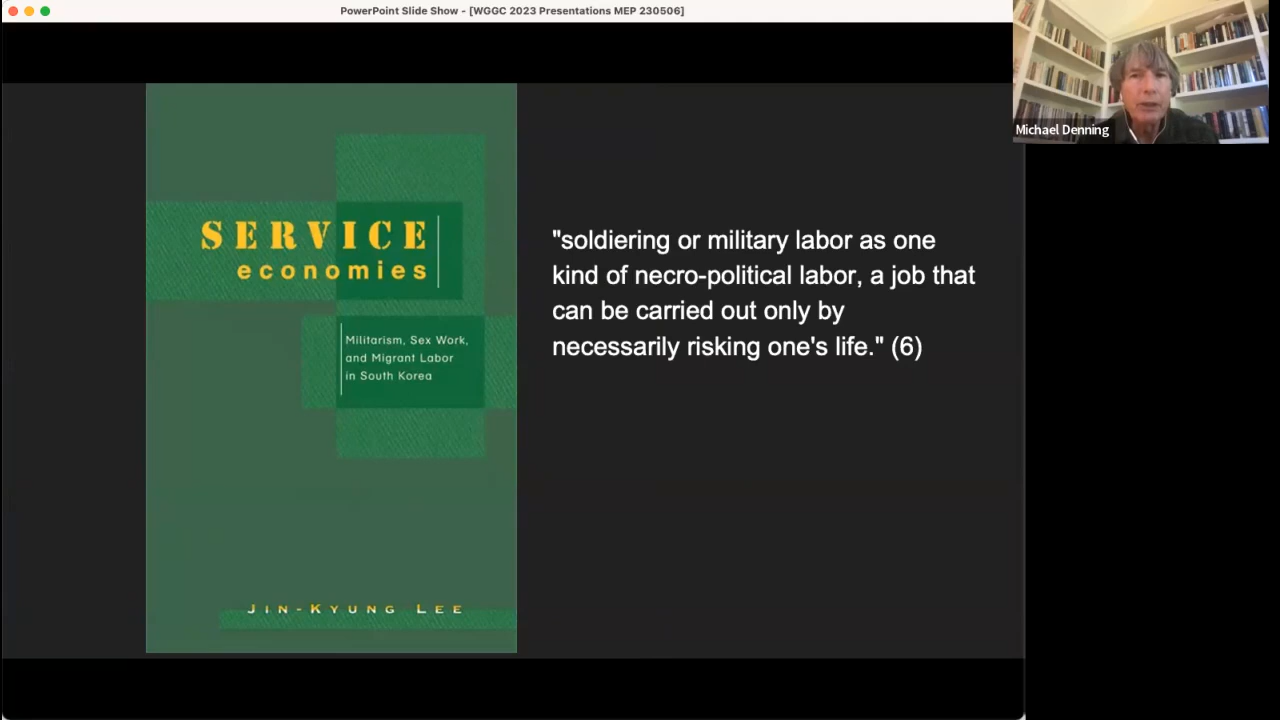 PowerPoint Slide Show - [WGGC 2023 Presentations MEP 230506]
Michael Denning
SERVICE
economies
Militarism, Sex Work,
and Migrant Labor
in South Korea
JIN-KYUNG LEE
"soldiering or military labor as one
kind of necro-political labor, a job that
can be carried out only by
necessarily risking one's life." (6)